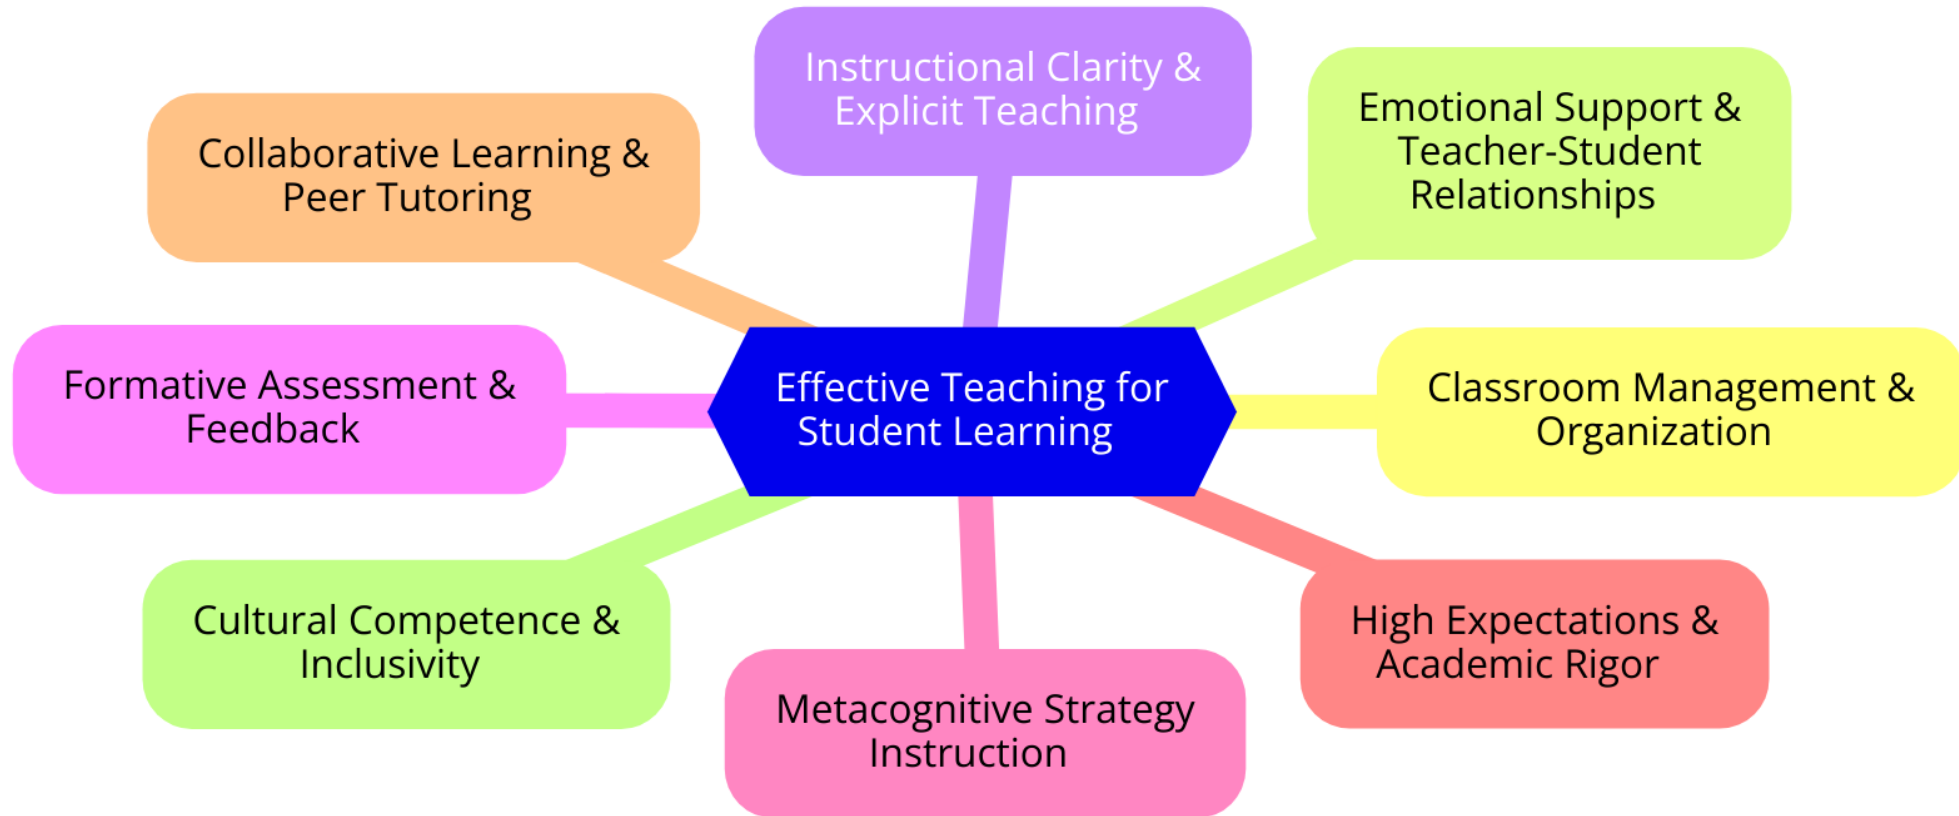 Instructional Clarity &
Explicit Teaching
Emotional Support &
Teacher-Student
Relationships
Collaborative Learning &
Peer Tutoring
Formative Assessment &
Feedback
Effective Teaching for
Student Learning
Classroom Management &
Organization
Cultural Competence &
Inclusivity
High Expectations &
Academic Rigor
Metacognitive Strategy
Instruction